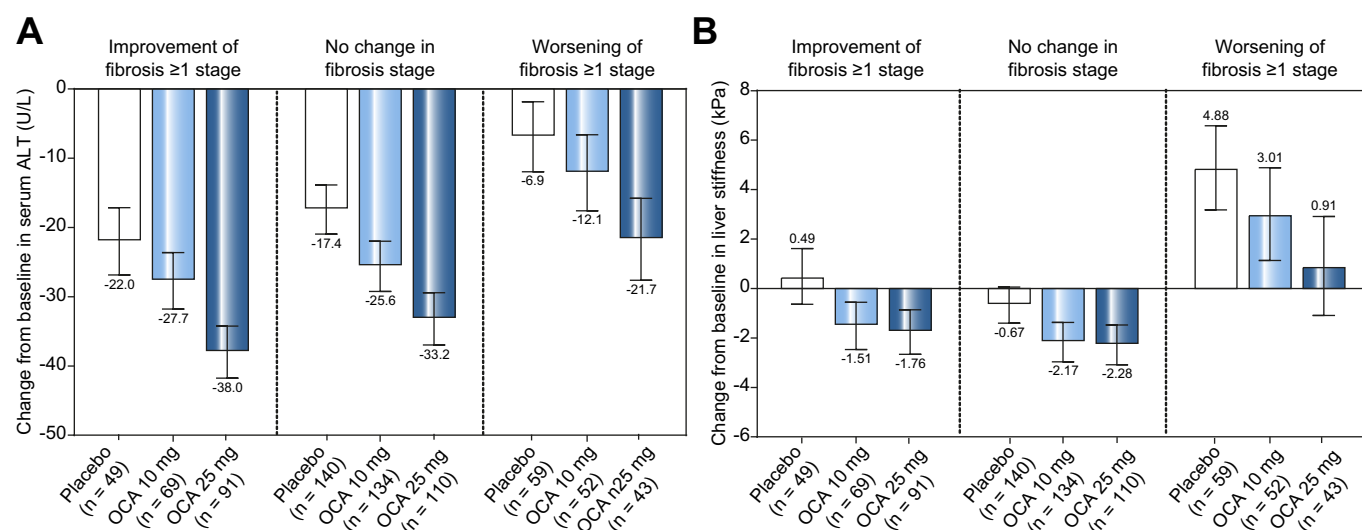 A
Improvement of
fibrosis ≥1 stage
No change in
fibrosis stage
Worsening of
fibrosis ≥1 stage
Change from baseline in serum ALT (U/L)
0
-10
-20
-30
-40
-50
-22.0
-27.7
-38.0
-17.4
-25.6
-33.2
-6.9
-12.1
-21.7
Placebo
(n = 49)
OCA 10 mg
(n = 69)
OCA 25 mg
(n = 91)
Placebo
(n = 140)
OCA 10 mg
(n = 134)
OCA 25 mg
(n = 110)
Placebo
(n = 59)
OCA 10 mg
(n = 52)
OCA n25 mg
(n = 43)
B
Improvement of
fibrosis ≥1 stage
No change in
fibrosis stage
Worsening of
fibrosis ≥1 stage
Change from baseline in liver stiffness (kPa)
8
6
4
2
0
-2
-4
-6
0.49
-1.51
-1.76
-0.67
-2.17
-2.28
4.88
3.01
0.91
Placebo
(n = 49)
OCA 10 mg
(n = 69)
OCA 25 mg
(n = 91)
Placebo
(n = 140)
OCA 10 mg
(n = 134)
OCA 25 mg
(n = 110)
Placebo
(n = 59)
OCA 10 mg
(n = 52)
OCA 25 mg
(n = 43)